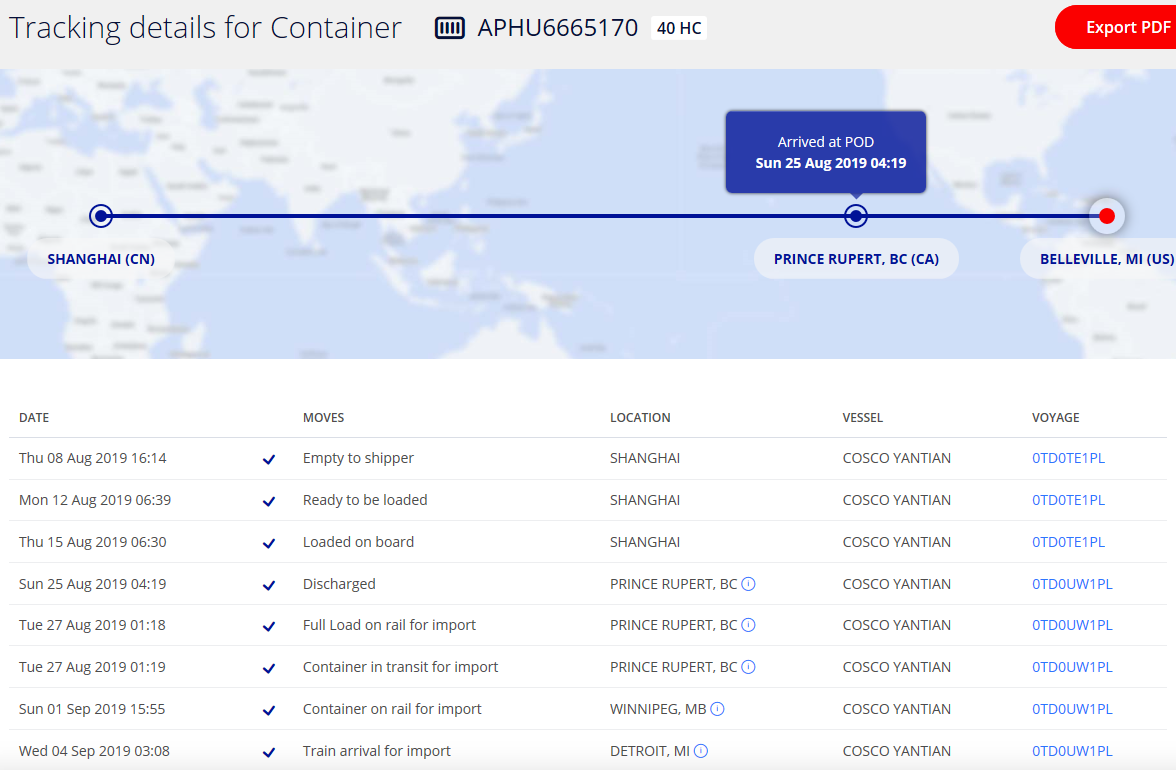 Tracking details for Container APHU6665170 40 HC Export PDF
Arrived at POD
Sun 25 Aug 2019 04:19
SHANGHAI (CN) PRINCE RUPERT, BC (CA) BELLEVILLE, MI (US)
DATE MOVES LOCATION VESSEL VOYAGE
Thu 08 Aug 2019 16:14 Empty to shipper SHANGHAI COSCO YANTIAN 0TD0TE1PL
Mon 12 Aug 2019 06:39 Ready to be loaded SHANGHAI COSCO YANTIAN 0TD0TE1PL
Thu 15 Aug 2019 06:30 Loaded on board SHANGHAI COSCO YANTIAN 0TD0TE1PL
Sun 25 Aug 2019 04:19 Discharged PRINCE RUPERT, BC COSCO YANTIAN 0TD0UW1PL
Tue 27 Aug 2019 01:18 Full Load on rail for import PRINCE RUPERT, BC COSCO YANTIAN 0TD0UW1PL
Tue 27 Aug 2019 01:19 Container in transit for import PRINCE RUPERT, BC COSCO YANTIAN 0TD0UW1PL
Sun 01 Sep 2019 15:55 Container on rail for import WINNIPEG, MB COSCO YANTIAN 0TD0UW1PL
Wed 04 Sep 2019 03:08 Train arrival for import DETROIT, MI COSCO YANTIAN 0TD0UW1PL